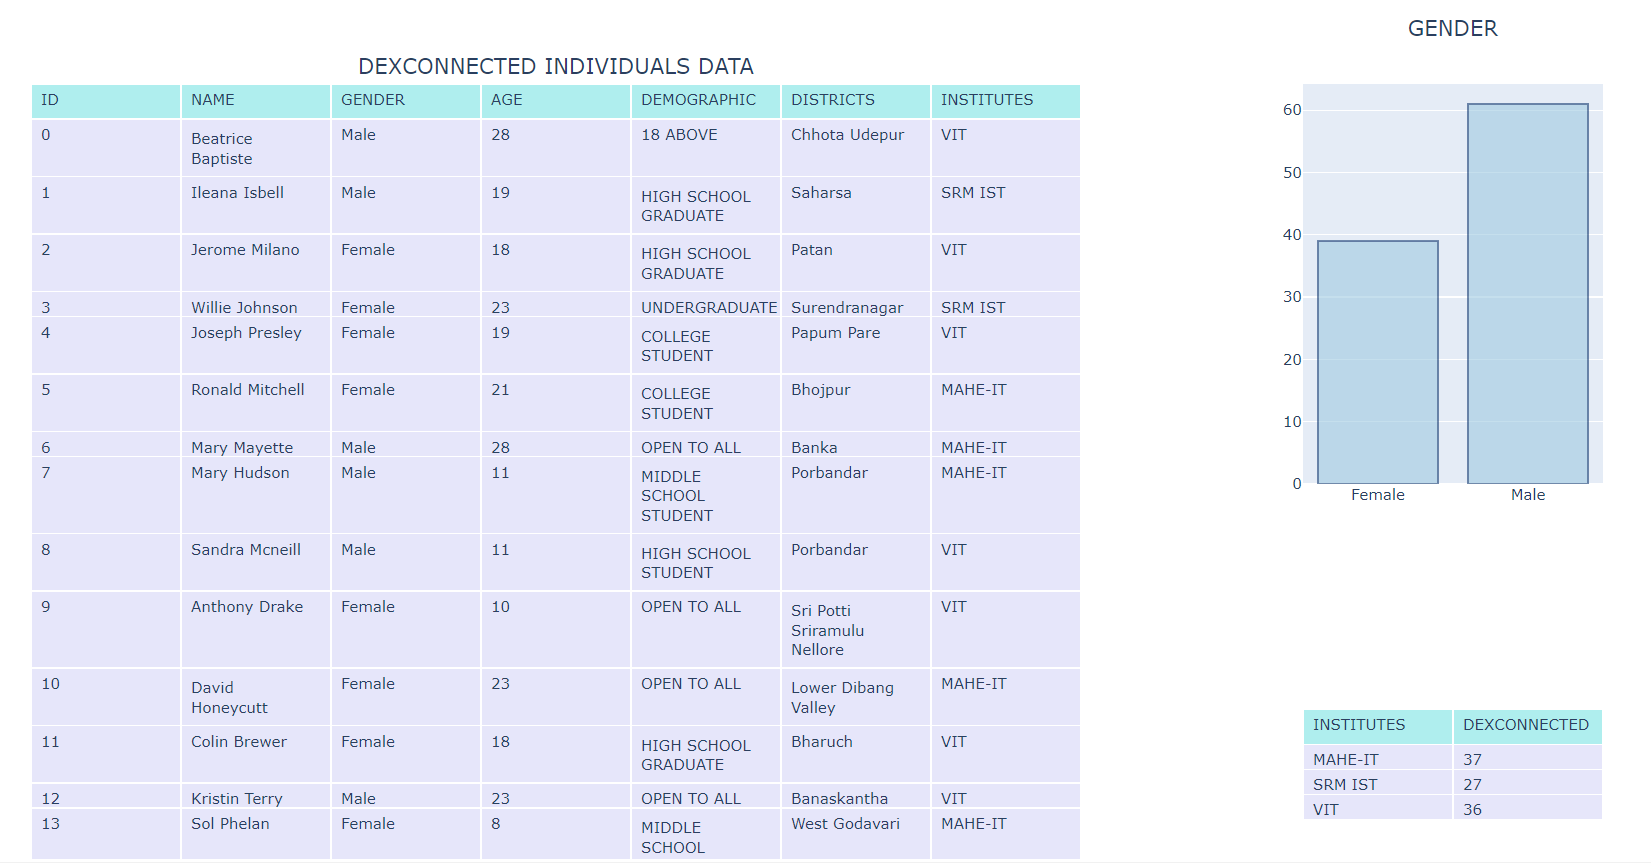 GENDER
DEXCONNECTED INDIVIDUALS DATA
ID NAME GENDER AGE DEMOGRAPHIC DISTRICTS INSTITUTES
0 Beatrice Baptiste Male 28 18 ABOVE Chhota Udepur VIT
1 Ileana Isbell Male 19 HIGH SCHOOL GRADUATE Saharsa SRM IST
2 Jerome Milano Female 18 HIGH SCHOOL GRADUATE Patan VIT
3 Willie Johnson Female 23 UNDERGRADUATE Surendranagar SRM IST
4 Joseph Presley Female 19 COLLEGE STUDENT Papum Pare VIT
5 Ronald Mitchell Female 21 COLLEGE STUDENT Bhojpur MAHE-IT
6 Mary Mayette Male 28 OPEN TO ALL Banka MAHE-IT
7 Mary Hudson Male 11 MIDDLE SCHOOL STUDENT Porbandar MAHE-IT
8 Sandra Mcneill Male 11 HIGH SCHOOL STUDENT Porbandar VIT
9 Anthony Drake Female 10 OPEN TO ALL Sri Potti Sriramulu Nellore VIT
10 David Honeycutt Female 23 OPEN TO ALL Lower Dibang Valley MAHE-IT
11 Colin Brewer Female 18 HIGH SCHOOL GRADUATE Bharuch VIT
12 Kristin Terry Male 23 OPEN TO ALL Banaskantha VIT
13 Sol Phelan Female 8 MIDDLE SCHOOL West Godavari MAHE-IT
60
50
40
30
20
10
0
Female Male
INSTITUTES DEXCONNECTED
MAHE-IT 37
SRM IST 27
VIT 36